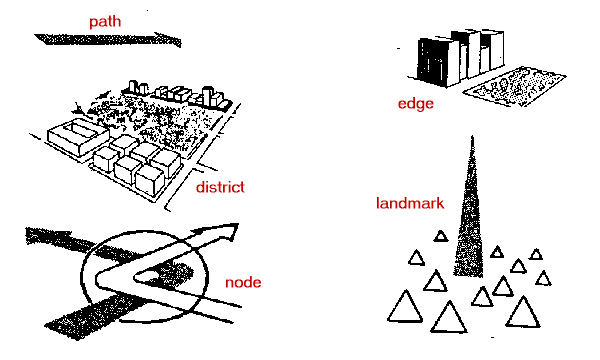 path
edge
district
landmark
node